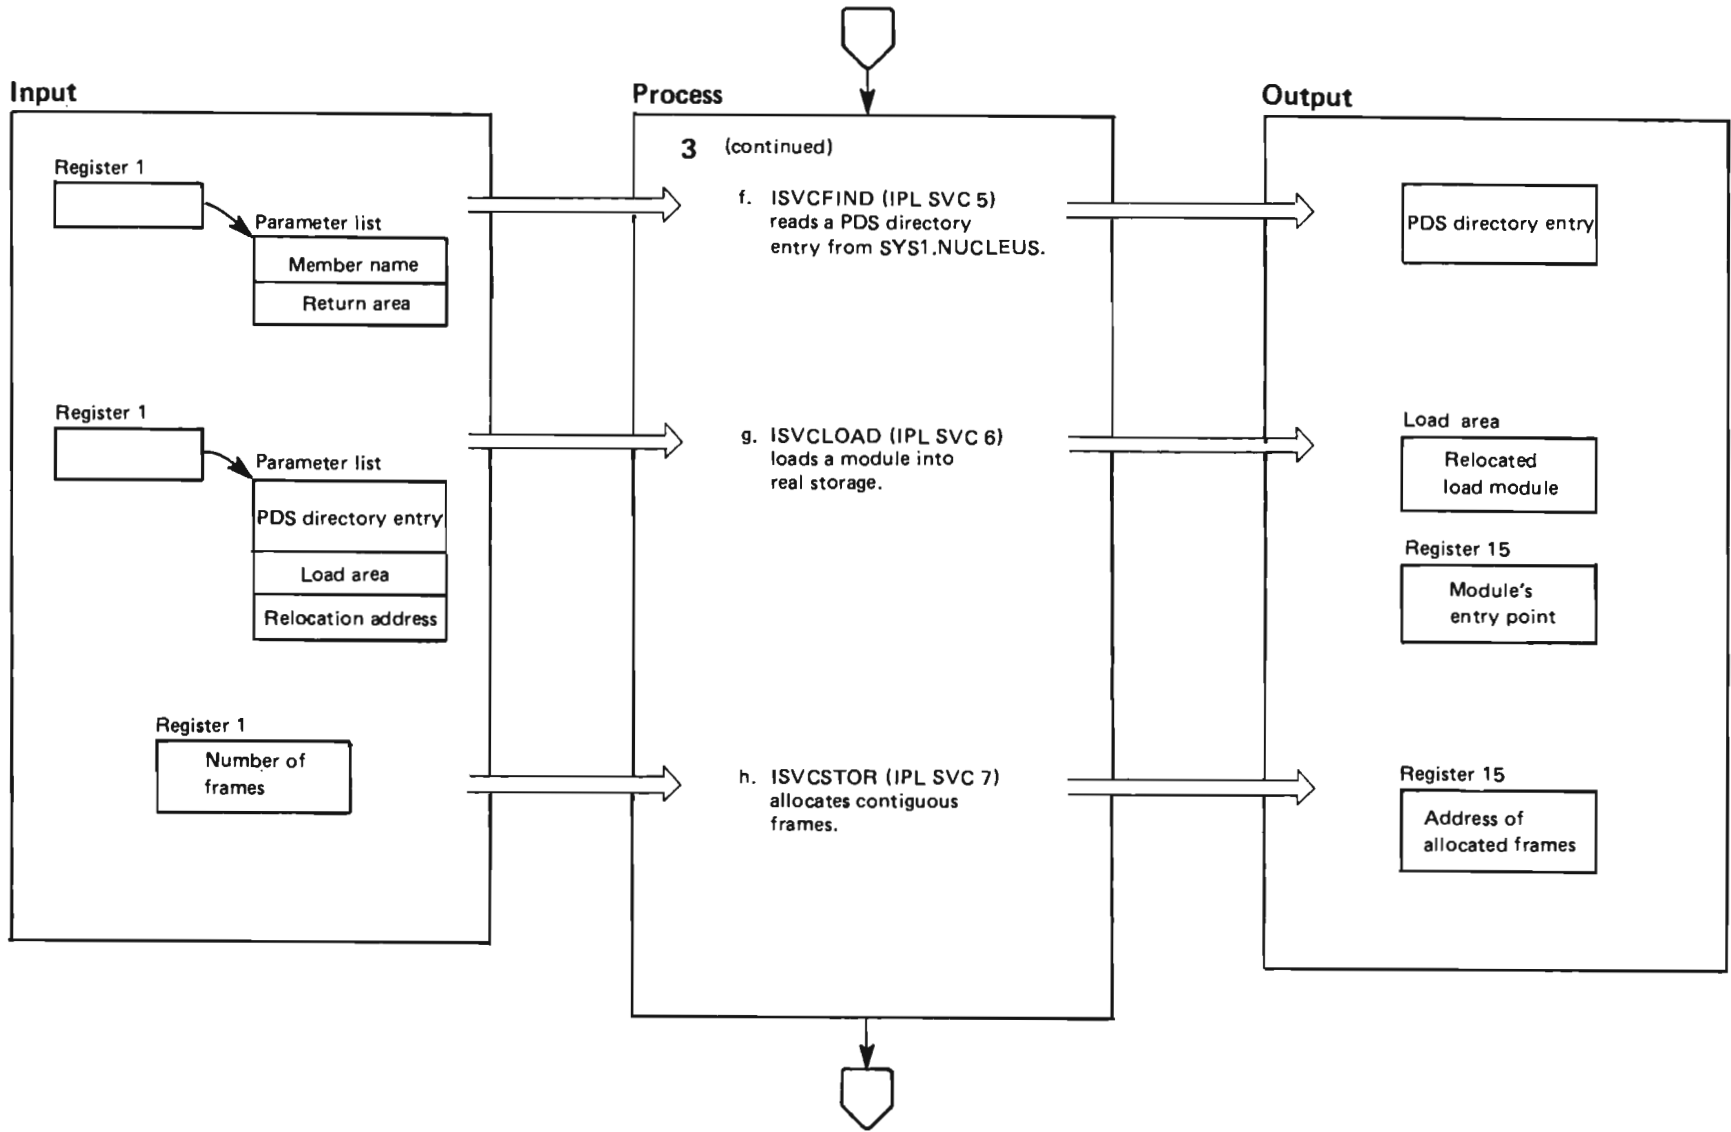 Input
Register 1
Parameter list
Member name
Return area
Register 1
Parameter list
PDS directory entry
Load area
Relocation address
Register 1
Number of
frames
Process
3 (continued)
f. ISVCFIND (IPL SVC 5)
reads a PDS directory
entry from SYS1.NUCLEUS.
g. ISVCLOAD (IPL SVC 6)
loads a module into
real storage.
h. ISVCSTOR (IPL SVC 7)
allocates contiguous
frames.
Output
PDS directory entry
Load area
Relocated
load module
Register 15
Module's
entry point
Register 15
Address of
allocated frames